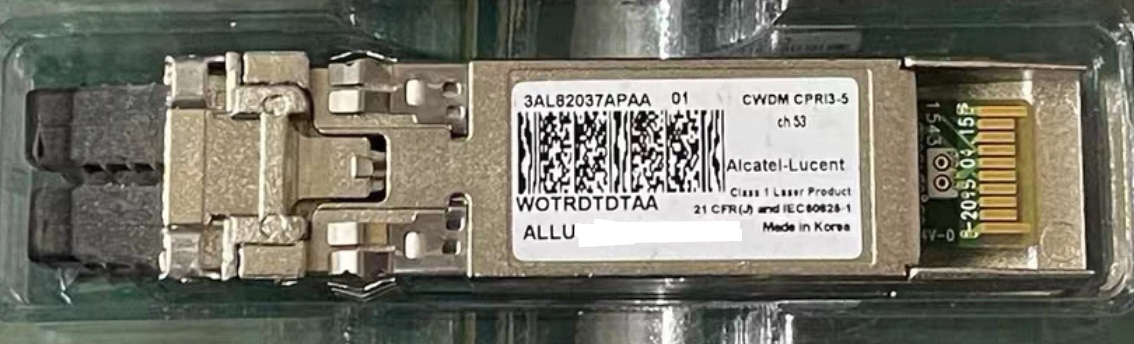 3AL82037APAA 01
CWDM CPRI3-5
ch 53
Alcatel-Lucent
Class 1 Laser Product
21 CFR(J) and IEC60825-1
Made in Korea
WOTRDTDTAA
ALLU
1543